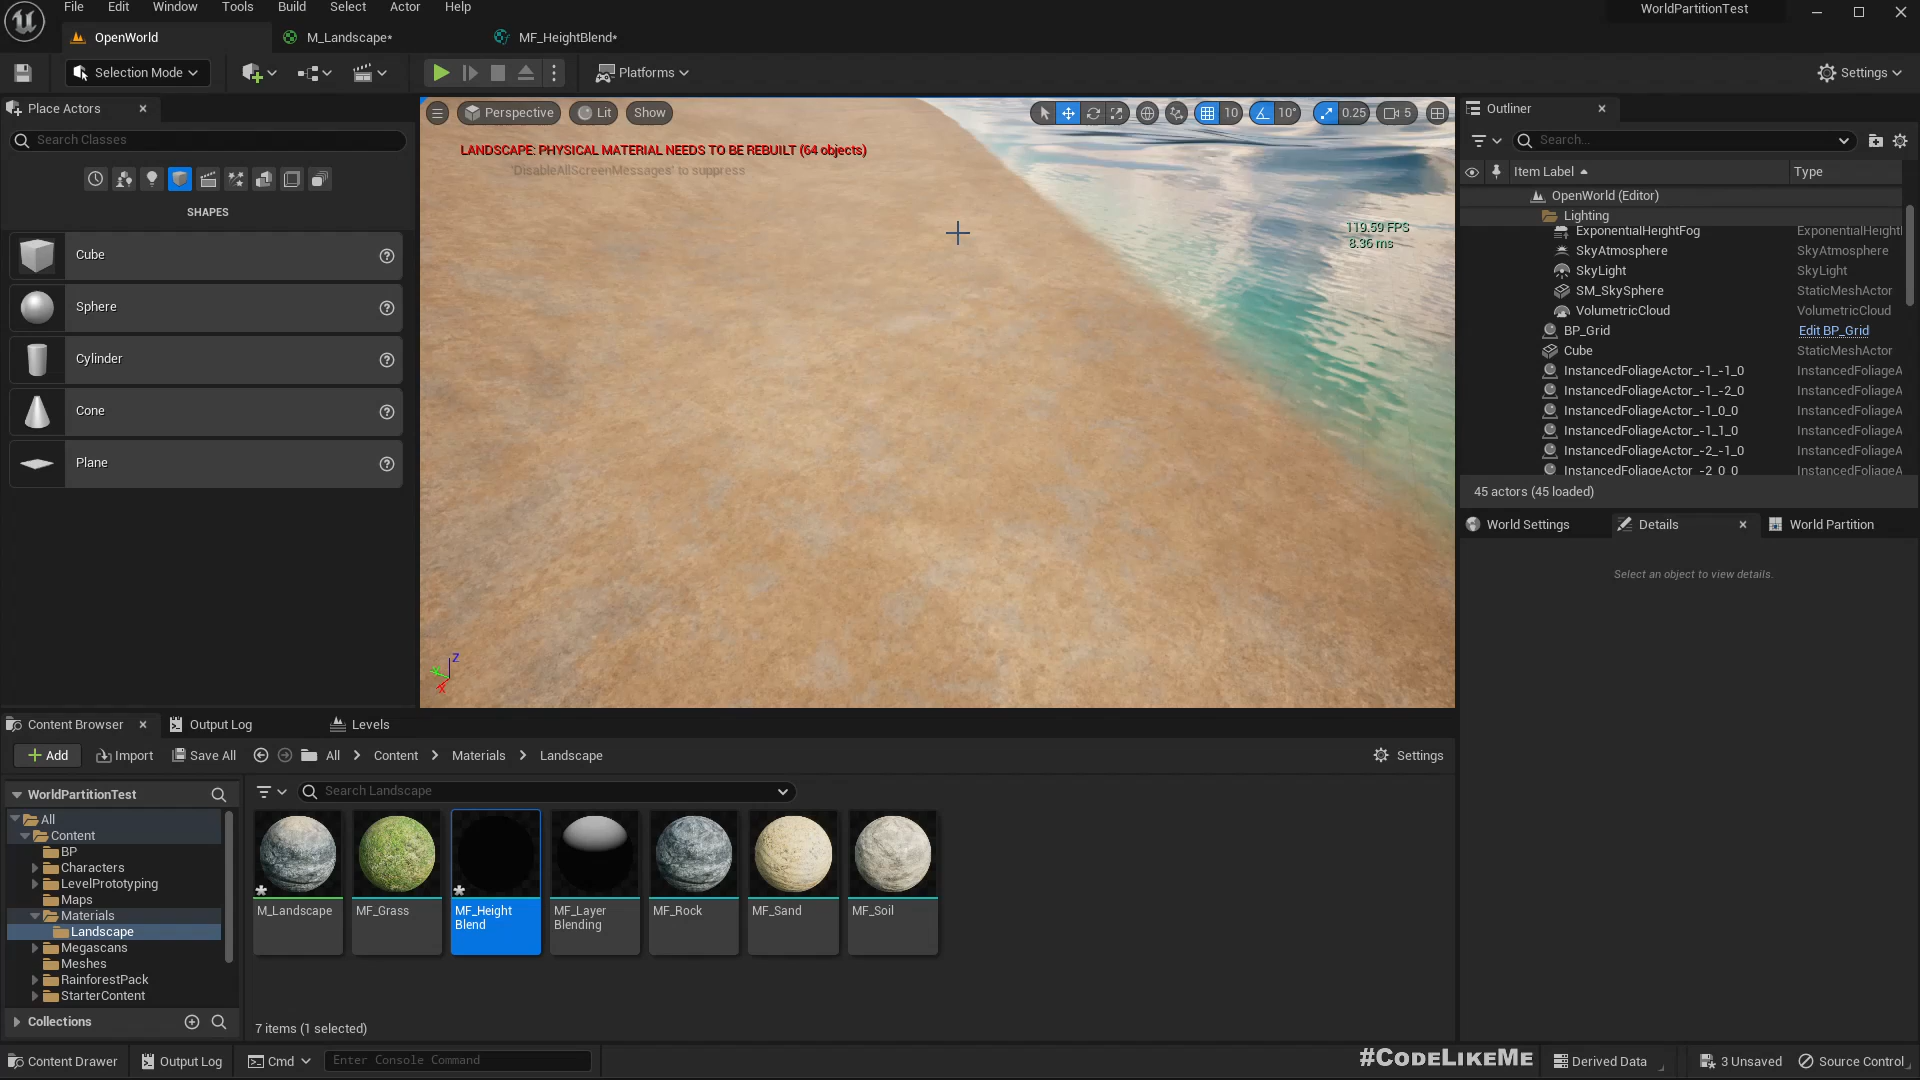 File Edit Window Tools Build Select Actor Help
WorldPartitionTest
OpenWorld
M_Landscape*
MF_HeightBlend*
Selection Mode
Platforms
Settings
Place Actors
Search Classes
SHAPES
Cube
Sphere
Cylinder
Cone
Plane
Perspective
Lit
Show
10
10°
0.25
5
LANDSCAPE: PHYSICAL MATERIAL NEEDS TO BE REBUILT (64 objects)
'DisableAllScreenMessages' to suppress
119.59 FPS
8.36 ms
Z
X
Outliner
Search...
Item Label
Type
OpenWorld (Editor)
Lighting
ExponentialHeightFog ExponentialHeightl
SkyAtmosphere SkyAtmosphere
SkyLight SkyLight
SM_SkySphere StaticMeshActor
VolumetricCloud VolumetricCloud
BP_Grid Edit BP_Grid
Cube StaticMeshActor
InstancedFoliageActor_-1_-1_0 InstancedFoliageA
InstancedFoliageActor_-1_-2_0 InstancedFoliageA
InstancedFoliageActor_-1_0_0 InstancedFoliageA
InstancedFoliageActor_-1_1_0 InstancedFoliageA
InstancedFoliageActor_-2_-1_0 InstancedFoliageA
InstancedFoliageActor_-2_0_0 InstancedFoliageA
45 actors (45 loaded)
World Settings
Details
World Partition
Select an object to view details.
Content Browser
Output Log
Levels
Add
Import
Save All
All
Content
Materials
Landscape
Settings
WorldPartitionTest
All
Content
BP
Characters
LevelPrototyping
Maps
Materials
Landscape
Megascans
Meshes
RainforestPack
StarterContent
Collections
Search Landscape
M_Landscape
MF_Grass
MF_Height
Blend
MF_Layer
Blending
MF_Rock
MF_Sand
MF_Soil
7 items (1 selected)
Content Drawer
Output Log
Cmd
Enter Console Command
#CodeLikeMe
Derived Data
3 Unsaved
Source Control